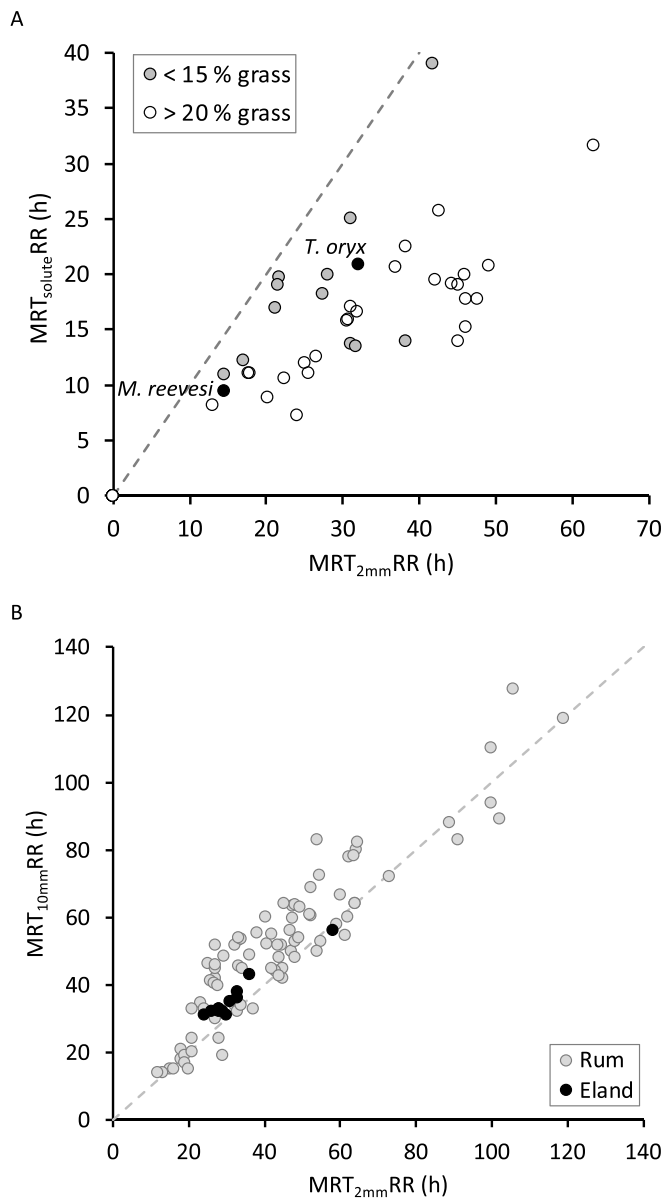 A
40
35
30
25
20
15
10
5
0
MRTsoluteRR (h)
< 15 % grass
> 20 % grass
T. oryx
M. reevesi
0 10 20 30 40 50 60 70
MRT2mmRR (h)
B
140
120
100
80
60
40
20
0
MRT10mmRR (h)
Rum
Eland
0 20 40 60 80 100 120 140
MRT2mmRR (h)